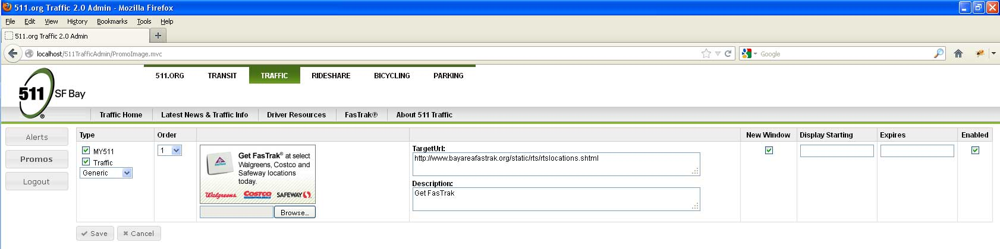 511.org Traffic 2.0 Admin - Mozilla Firefox
File Edit View History Bookmarks Tools Help
511.org Traffic 2.0 Admin
localhost/511TrafficAdmin/PromoImage.mvc
Google
511 SF Bay
®
511.ORG TRANSIT TRAFFIC RIDESHARE BICYCLING PARKING
Traffic Home Latest News & Traffic Info Driver Resources FasTrak® About 511 Traffic
Alerts
Promos
Logout
Type Order New Window Display Starting Expires Enabled
MY511
Traffic
Generic
1
Get FasTrak® at select
Walgreens, Costco and
Safeway locations
today.
FASTRAK
Walgreens COSTCO SAFEWAY
Browse...
TargetUrl:
http://www.bayareafastrak.org/static/rts/rtslocations.shtml
Description:
Get FasTrak
Save Cancel